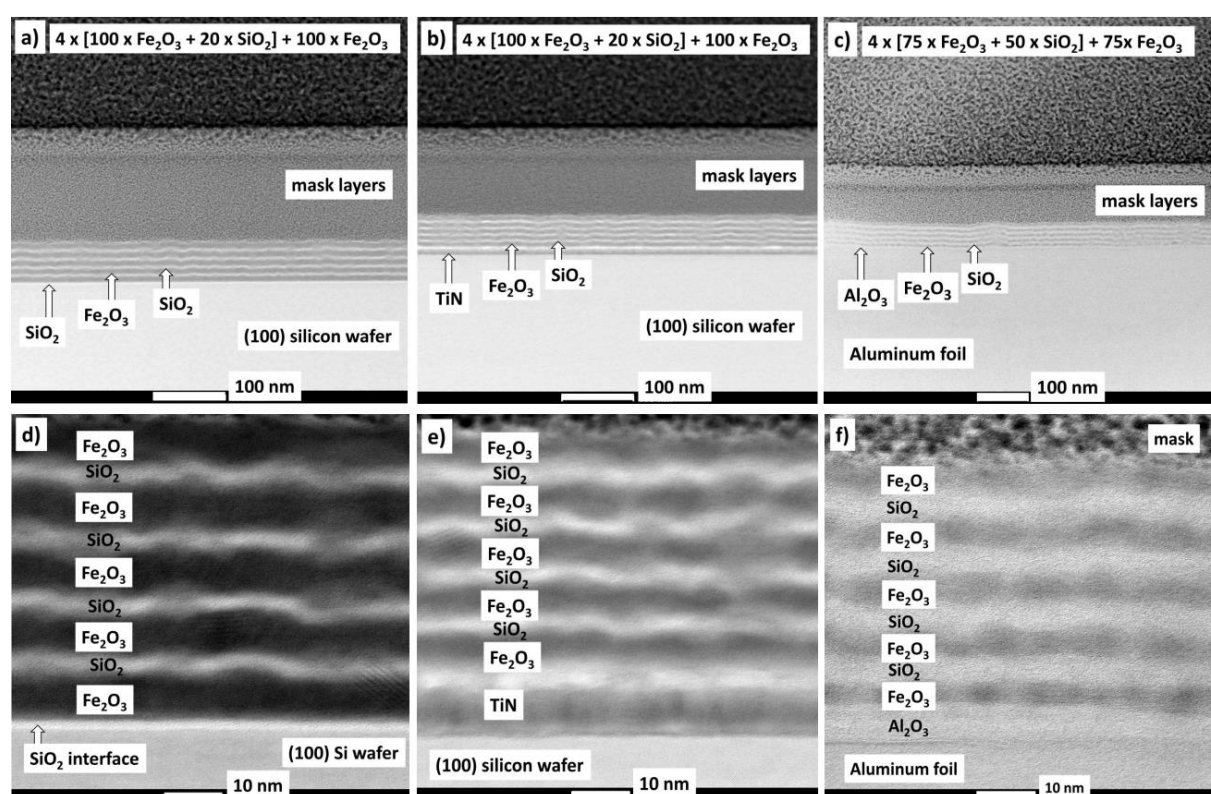 a) 4 x [100 x Fe₂O₃ + 20 x SiO₂] + 100 x Fe₂O₃
mask layers
SiO₂
Fe₂O₃
SiO₂
(100) silicon wafer
100 nm
b) 4 x [100 x Fe₂O₃ + 20 x SiO₂] + 100 x Fe₂O₃
mask layers
TiN
Fe₂O₃
SiO₂
(100) silicon wafer
100 nm
c) 4 x [75 x Fe₂O₃ + 50 x SiO₂] + 75x Fe₂O₃
mask layers
Al₂O₃
Fe₂O₃
SiO₂
Aluminum foil
100 nm
d)
Fe₂O₃
SiO₂
Fe₂O₃
SiO₂
Fe₂O₃
SiO₂
Fe₂O₃
SiO₂
Fe₂O₃
SiO₂ interface
(100) Si wafer
10 nm
e)
Fe₂O₃
SiO₂
Fe₂O₃
SiO₂
Fe₂O₃
SiO₂
Fe₂O₃
SiO₂
Fe₂O₃
TiN
(100) silicon wafer
10 nm
f)
mask
Fe₂O₃
SiO₂
Fe₂O₃
SiO₂
Fe₂O₃
SiO₂
Fe₂O₃
SiO₂
Fe₂O₃
Al₂O₃
Aluminum foil
10 nm